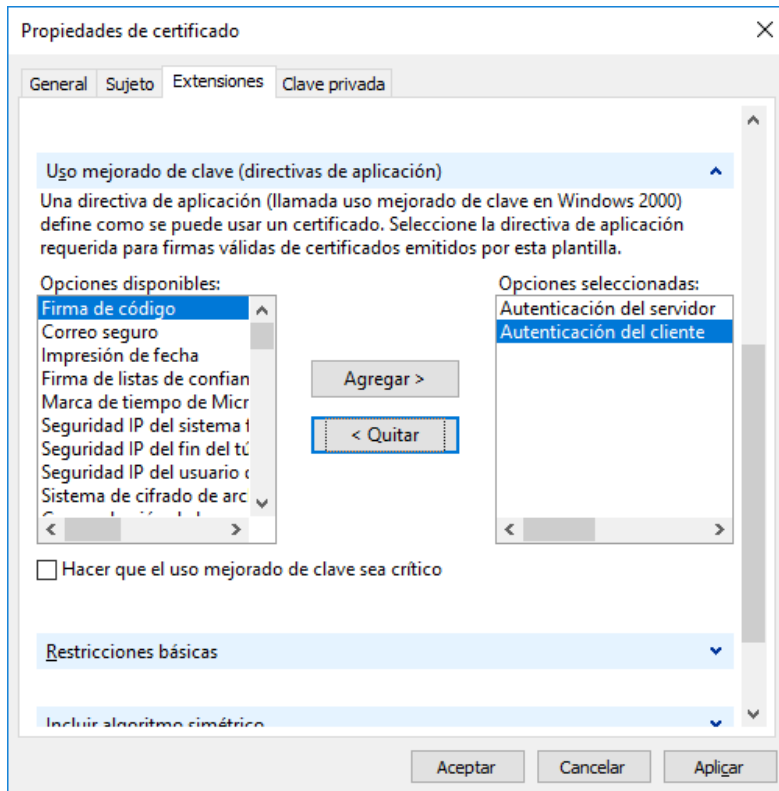 Propiedades de certificado
General Sujeto Extensiones Clave privada
Uso mejorado de clave (directivas de aplicación)
Una directiva de aplicación (llamada uso mejorado de clave en Windows 2000)
define como se puede usar un certificado. Seleccione la directiva de aplicación
requerida para firmas válidas de certificados emitidos por esta plantilla.
Opciones disponibles:
Opciones seleccionadas:
Firma de código
Correo seguro
Impresión de fecha
Firma de listas de confian
Marca de tiempo de Micr
Seguridad IP del sistema f
Seguridad IP del fin del tú
Seguridad IP del usuario
Sistema de cifrado de arc
Agregar >
< Quitar
Autenticación del servidor
Autenticación del cliente
Hacer que el uso mejorado de clave sea crítico
Restricciones básicas
Incluir algoritmo simétrico
Aceptar Cancelar Aplicar